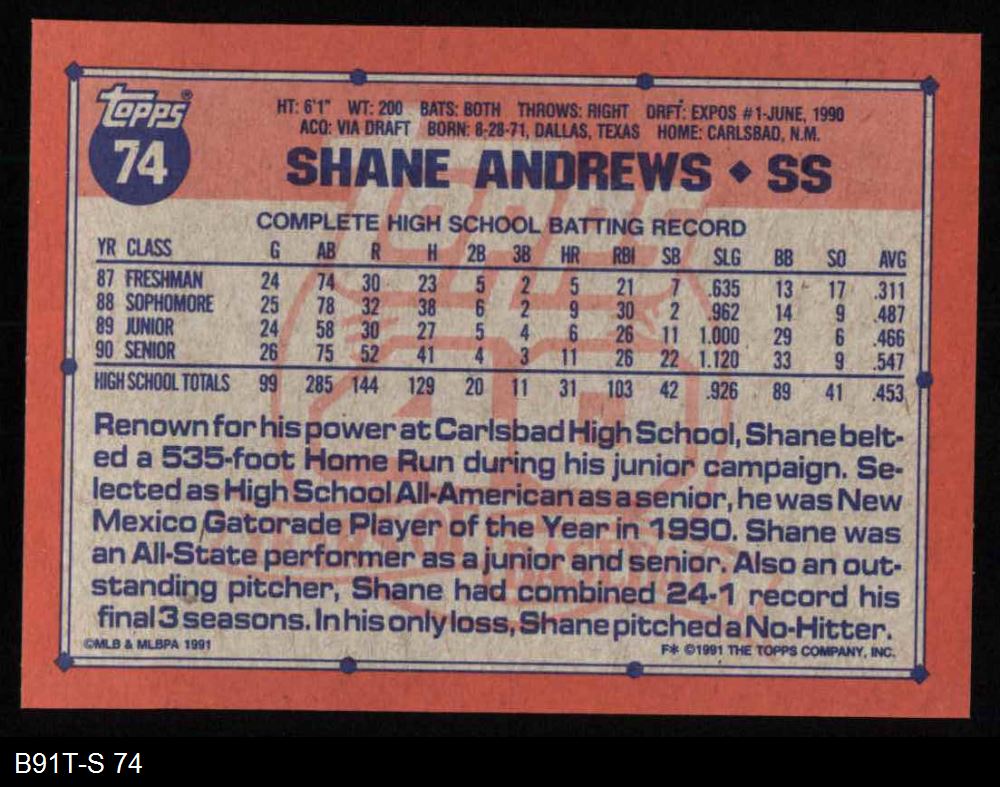 topps®
74
HT: 6'1" WT: 200 BATS: BOTH THROWS: RIGHT DRFT: EXPOS #1-JUNE, 1990
ACQ: VIA DRAFT BORN: 8-28-71, DALLAS, TEXAS HOME: CARLSBAD, N.M.
SHANE ANDREWS ◆ SS
COMPLETE HIGH SCHOOL BATTING RECORD
YR CLASS G AB R H 2B 3B HR RBI SB SLG BB SO AVG
87 FRESHMAN 24 74 30 23 5 2 5 21 7 .635 13 17 .311
88 SOPHOMORE 25 78 32 38 6 2 9 30 2 .962 14 9 .487
89 JUNIOR 24 58 30 27 5 4 6 26 11 1.000 29 6 .466
90 SENIOR 26 75 52 41 4 3 11 26 22 1.120 33 9 .547
HIGH SCHOOL TOTALS 99 285 144 129 20 11 31 103 42 .926 89 41 .453
Renown for his power at Carlsbad High School, Shane belt-
ed a 535-foot Home Run during his junior campaign. Se-
lected as High School All-American as a senior, he was New
Mexico Gatorade Player of the Year in 1990. Shane was
an All-State performer as a junior and senior. Also an out-
standing pitcher, Shane had combined 24-1 record his
final 3 seasons. In his only loss, Shane pitched a No-Hitter.
©MLB & MLBPA 1991
F* ©1991 THE TOPPS COMPANY, INC.
B91T-S 74